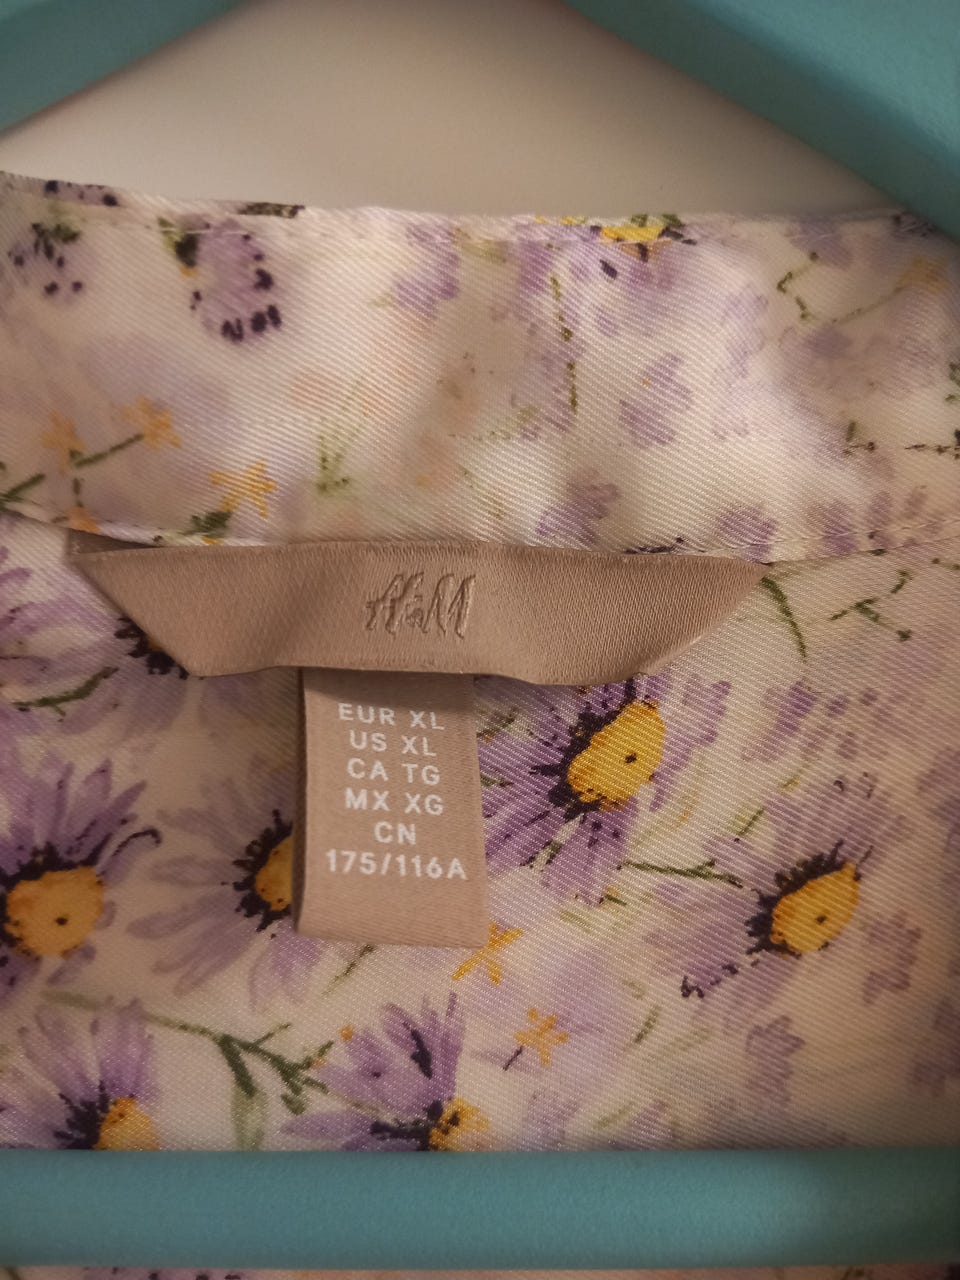 H&M
EUR XL
US XL
CA TG
MX XG
CN
175/116A